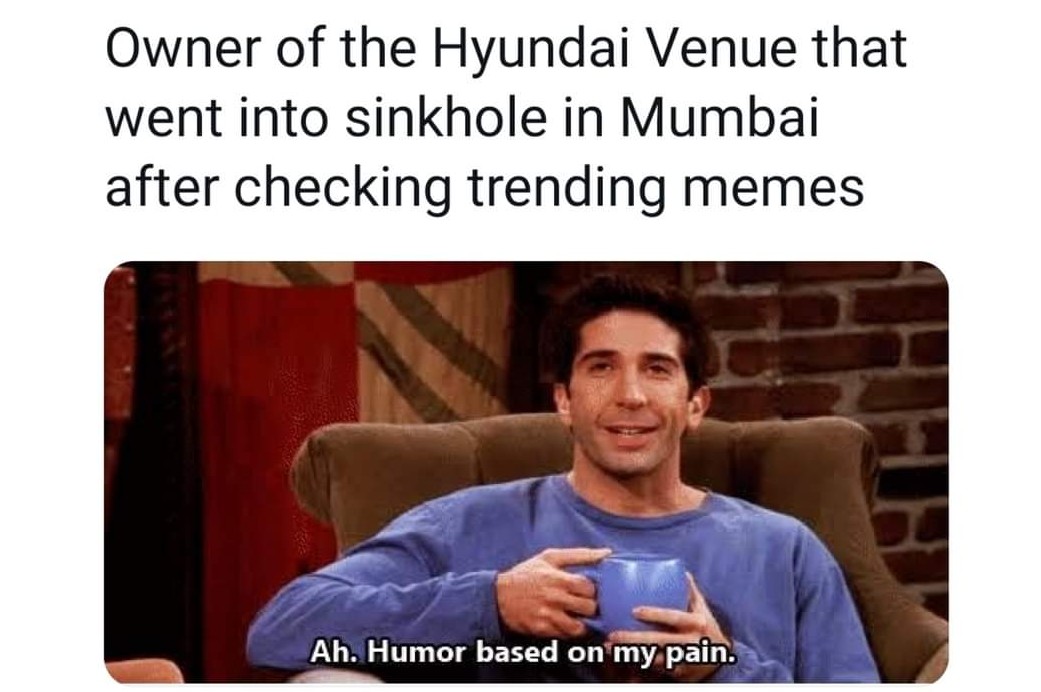 Owner of the Hyundai Venue that
went into sinkhole in Mumbai
after checking trending memes
Ah. Humor based on my pain.